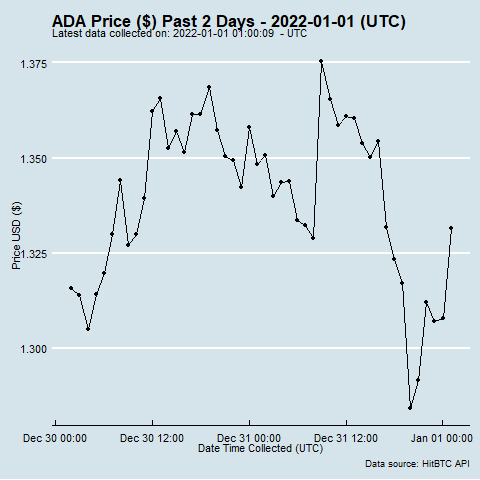 ADA Price ($) Past 2 Days - 2022-01-01 (UTC)
Latest data collected on: 2022-01-01 01:00:09  - UTC
1.375
1.350
1.325
1.300
Price USD ($)
Dec 30 00:00 Dec 30 12:00 Dec 31 00:00 Dec 31 12:00 Jan 01 00:00
Date Time Collected (UTC)
Data source: HitBTC API